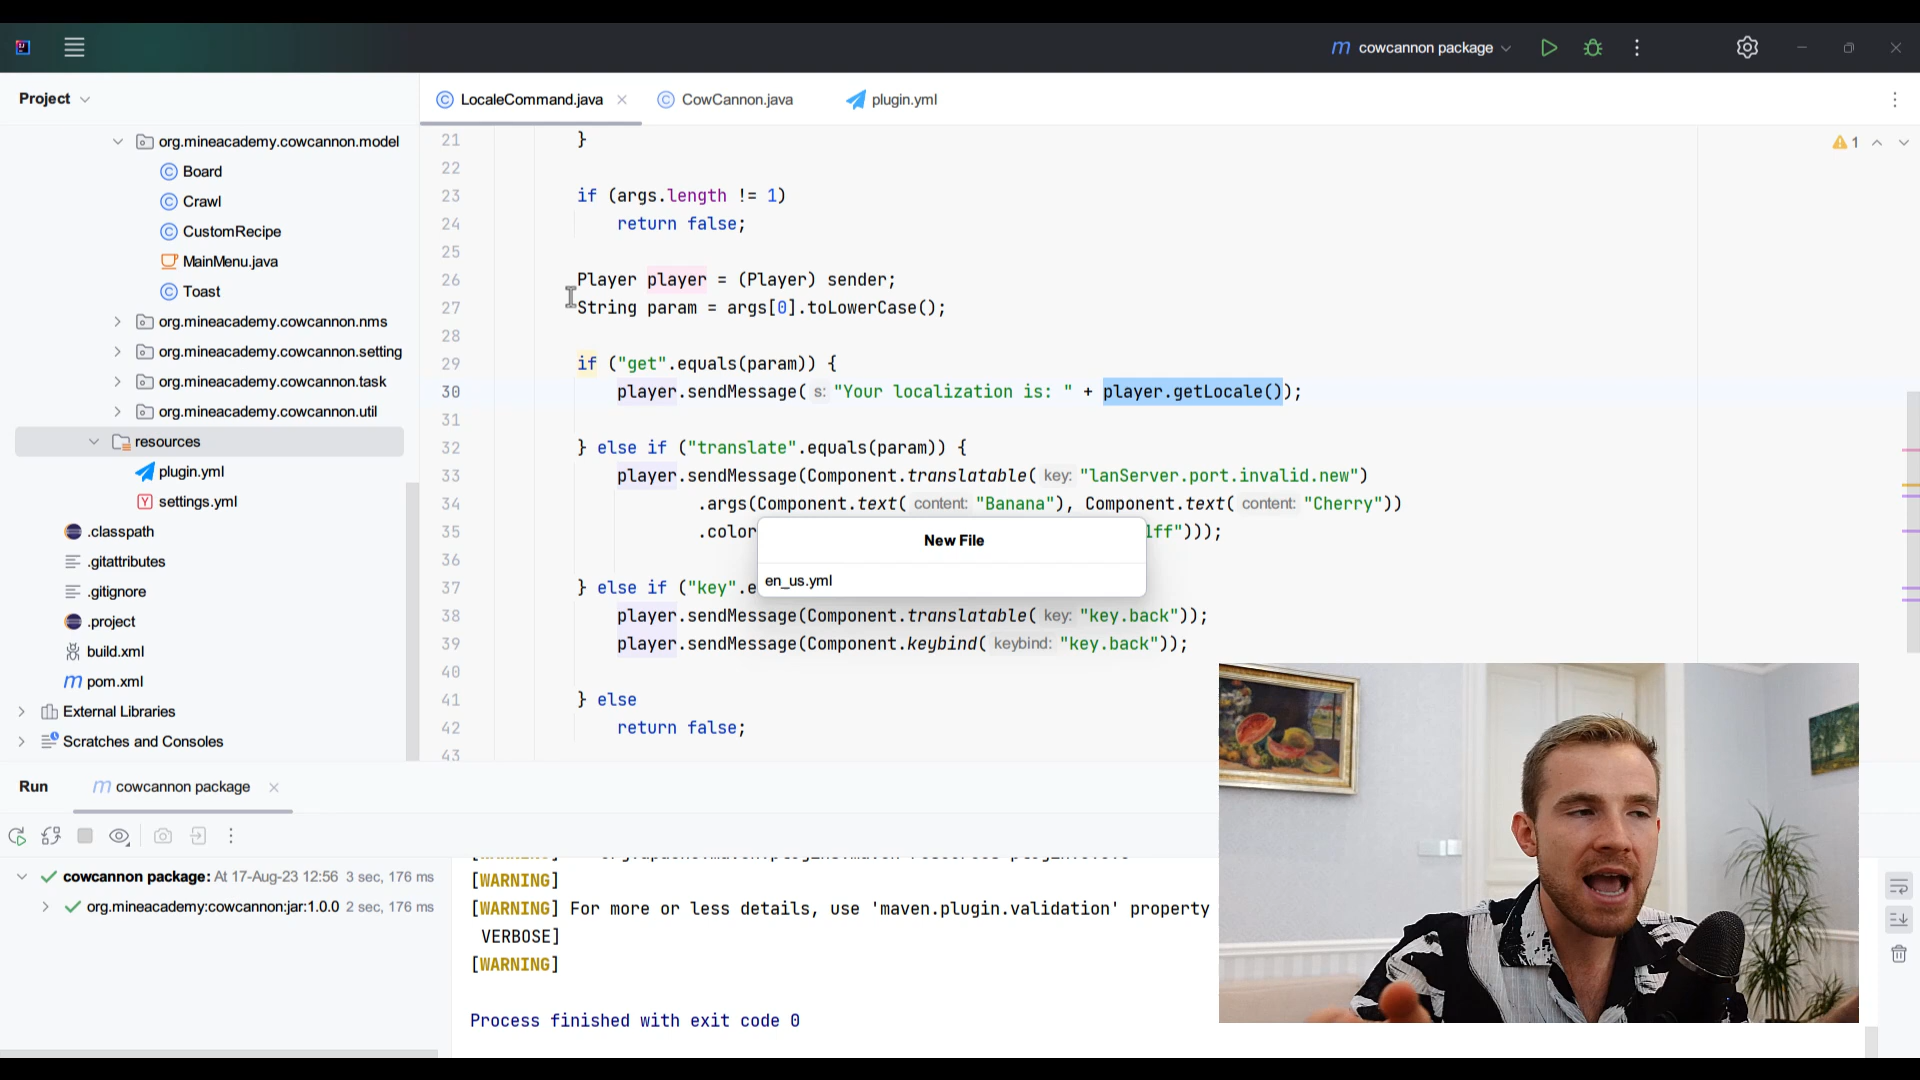 cowcannon package
Project
LocaleCommand.java
CowCannon.java
plugin.yml
org.mineacademy.cowcannon.model
Board
Crawl
CustomRecipe
MainMenu.java
Toast
org.mineacademy.cowcannon.nms
org.mineacademy.cowcannon.setting
org.mineacademy.cowcannon.task
org.mineacademy.cowcannon.util
resources
plugin.yml
settings.yml
.classpath
.gitattributes
.gitignore
.project
build.xml
pom.xml
External Libraries
Scratches and Consoles
1
21 }
22
23 if (args.length != 1)
24 return false;
25
26 Player player = (Player) sender;
27 String param = args[0].toLowerCase();
28
29 if ("get".equals(param)) {
30 player.sendMessage( s: "Your localization is: " + player.getLocale());
31
32 } else if ("translate".equals(param)) {
33 player.sendMessage(Component.translatable( key: "lanServer.port.invalid.new")
34 .args(Component.text( content: "Banana"), Component.text( content: "Cherry"))
35 .color lff")));
36
37 } else if ("key".e
38 player.sendMessage(Component.translatable( key: "key.back"));
39 player.sendMessage(Component.keybind( keybind: "key.back"));
40
41 } else
42 return false;
43
New File
en_us.yml
Run
cowcannon package
cowcannon package: At 17-Aug-23 12:56 3 sec, 176 ms
org.mineacademy:cowcannon:jar:1.0.0 2 sec, 176 ms
[WARNING]
[WARNING] For more or less details, use 'maven.plugin.validation' property
VERBOSE]
[WARNING]
Process finished with exit code 0